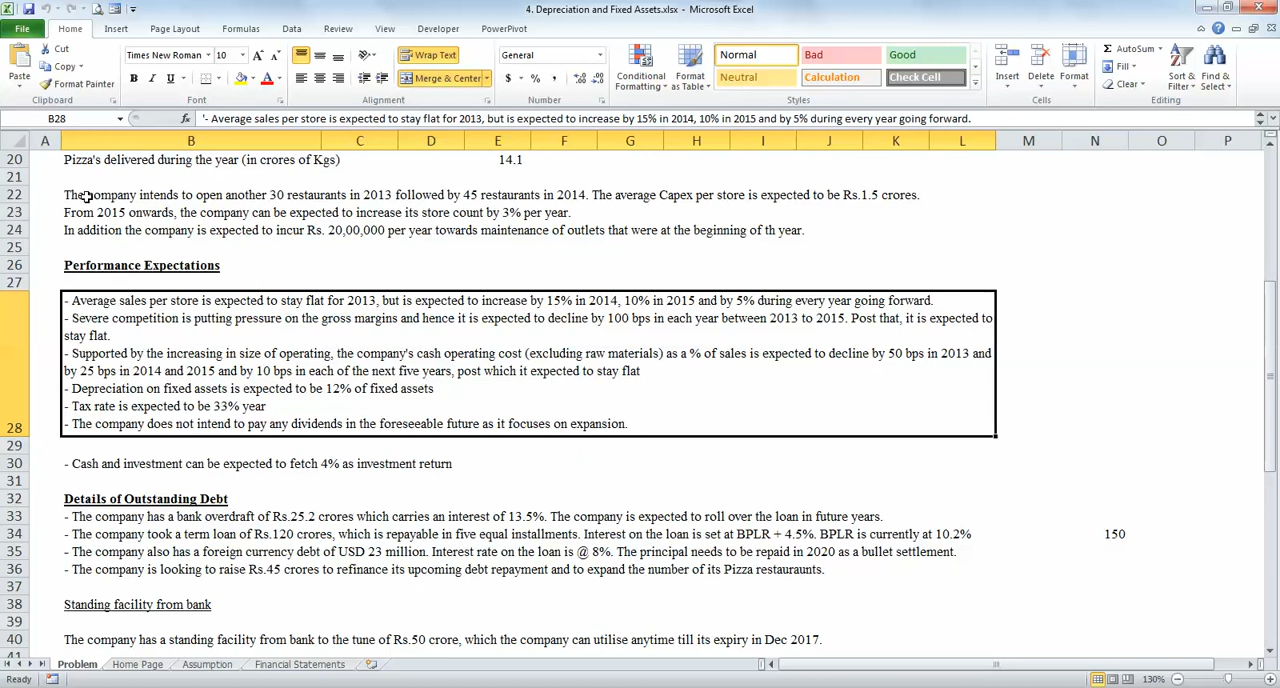 4. Depreciation and Fixed Assets.xlsx - Microsoft Excel
File Home Insert Page Layout Formulas Data Review View Developer PowerPivot
Paste Cut Copy Format Painter Clipboard
Times New Roman 10 A A B I U A Font
Wrap Text Merge & Center Alignment
General $ % , Number
Conditional Formatting Format as Table
Normal Bad Good
Neutral Calculation Check Cell
Styles
Insert Delete Format Cells
AutoSum Fill Clear Sort & Filter Find & Select Editing
B28 fx '- Average sales per store is expected to stay flat for 2013, but is expected to increase by 15% in 2014, 10% in 2015 and by 5% during every year going forward.
A B C D E F G H I J K L M N O P
20 Pizza's delivered during the year (in crores of Kgs) 14.1
21
22 The company intends to open another 30 restaurants in 2013 followed by 45 restaurants in 2014. The average Capex per store is expected to be Rs.1.5 crores.
23 From 2015 onwards, the company can be expected to increase its store count by 3% per year.
24 In addition the company is expected to incur Rs. 20,00,000 per year towards maintenance of outlets that were at the beginning of th year.
25
26 Performance Expectations
27
- Average sales per store is expected to stay flat for 2013, but is expected to increase by 15% in 2014, 10% in 2015 and by 5% during every year going forward.
- Severe competition is putting pressure on the gross margins and hence it is expected to decline by 100 bps in each year between 2013 to 2015. Post that, it is expected to
stay flat.
- Supported by the increasing in size of operating, the company's cash operating cost (excluding raw materials) as a % of sales is expected to decline by 50 bps in 2013 and
by 25 bps in 2014 and 2015 and by 10 bps in each of the next five years, post which it expected to stay flat
- Depreciation on fixed assets is expected to be 12% of fixed assets
- Tax rate is expected to be 33% year
28 - The company does not intend to pay any dividends in the foreseeable future as it focuses on expansion.
29
30 - Cash and investment can be expected to fetch 4% as investment return
31
32 Details of Outstanding Debt
33 - The company has a bank overdraft of Rs.25.2 crores which carries an interest of 13.5%. The company is expected to roll over the loan in future years.
34 - The company took a term loan of Rs.120 crores, which is repayable in five equal installments. Interest on the loan is set at BPLR + 4.5%. BPLR is currently at 10.2% 150
35 - The company also has a foreign currency debt of USD 23 million. Interest rate on the loan is @ 8%. The principal needs to be repaid in 2020 as a bullet settlement.
36 - The company is looking to raise Rs.45 crores to refinance its upcoming debt repayment and to expand the number of its Pizza restauraunts.
37
38 Standing facility from bank
39
40 The company has a standing facility from bank to the tune of Rs.50 crore, which the company can utilise anytime till its expiry in Dec 2017.
41
Problem Home Page Assumption Financial Statements
Ready 130%